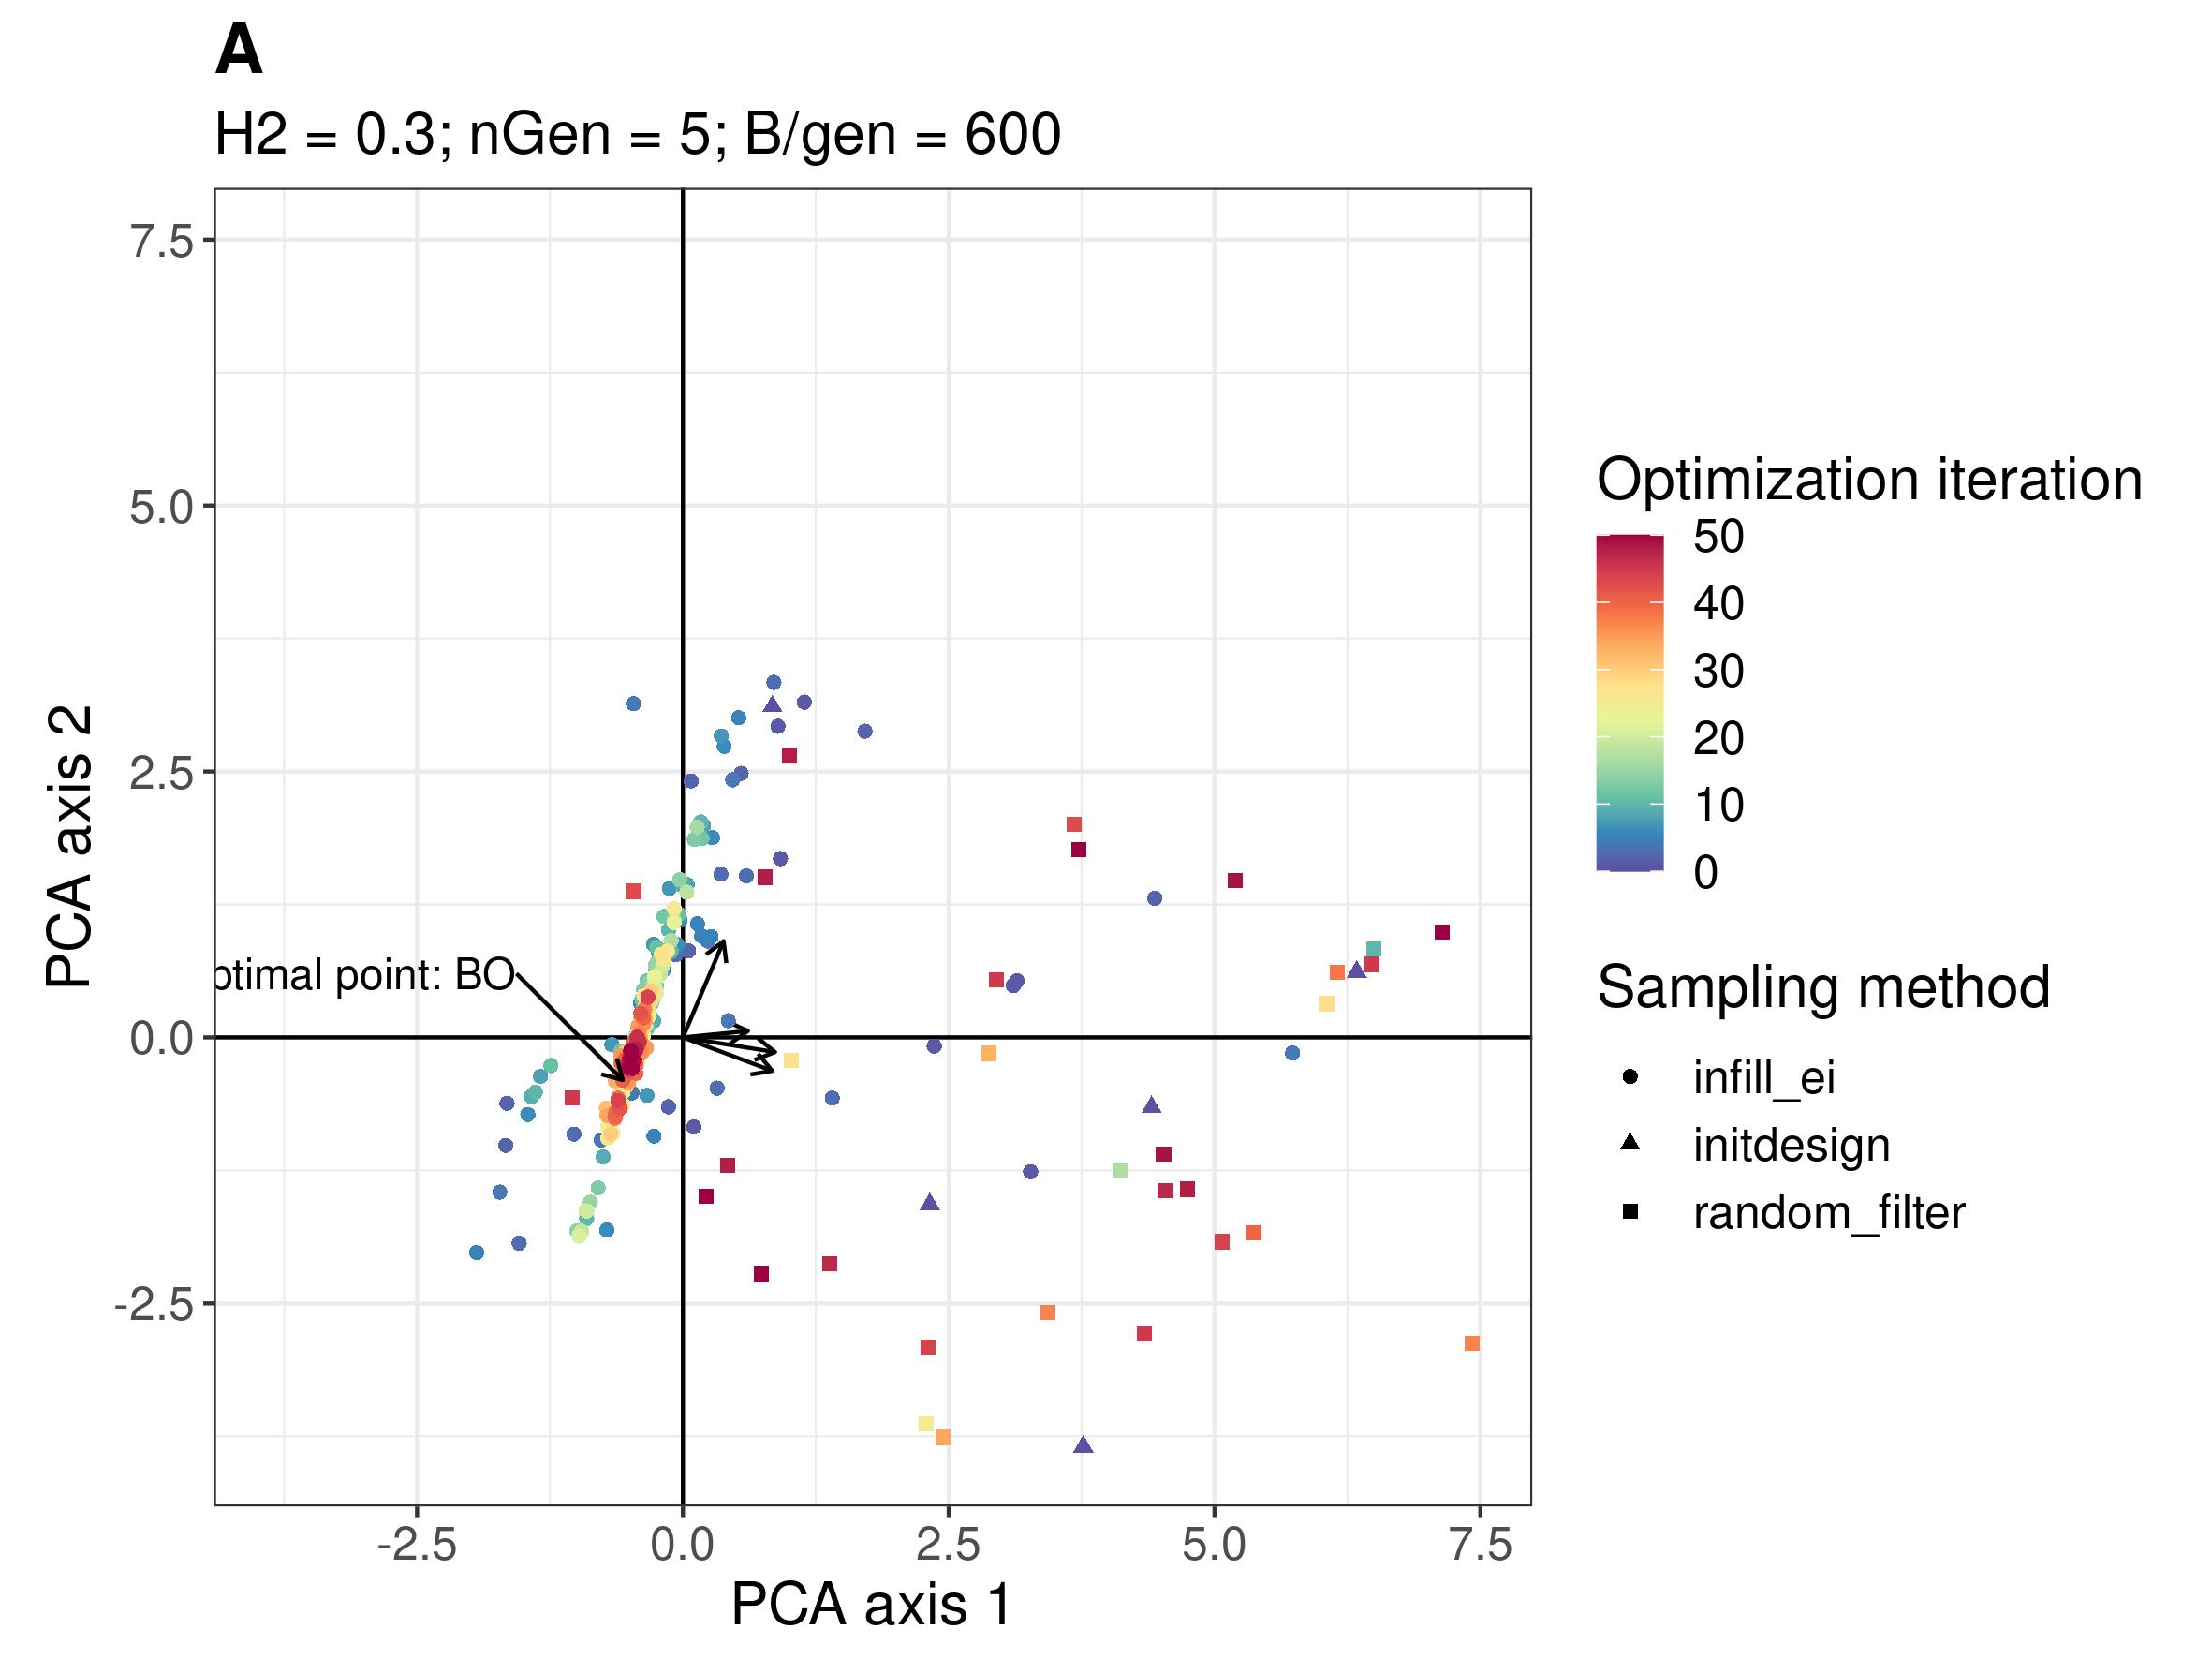 A
H2 = 0.3; nGen = 5; B/gen = 600
7.5
5.0
2.5
0.0
-2.5
PCA axis 2
ptimal point: BO
-2.5
0.0
2.5
5.0
7.5
PCA axis 1
Optimization iteration
50
40
30
20
10
0
Sampling method
infill_ei
initdesign
random_filter